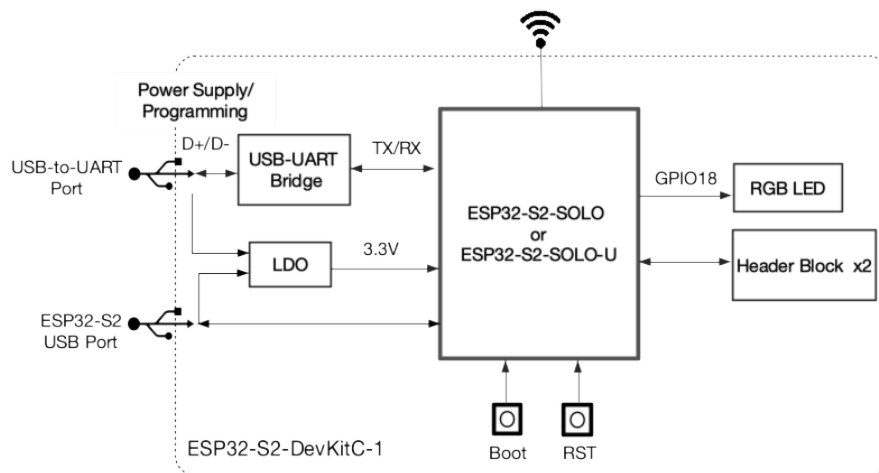 Power Supply/
Programming
D+/D-
USB-to-UART
Port
USB-UART
Bridge
TX/RX
ESP32-S2-SOLO
or
ESP32-S2-SOLO-U
GPIO18
RGB LED
LDO
3.3V
Header Block x2
ESP32-S2
USB Port
Boot
RST
ESP32-S2-DevKitC-1